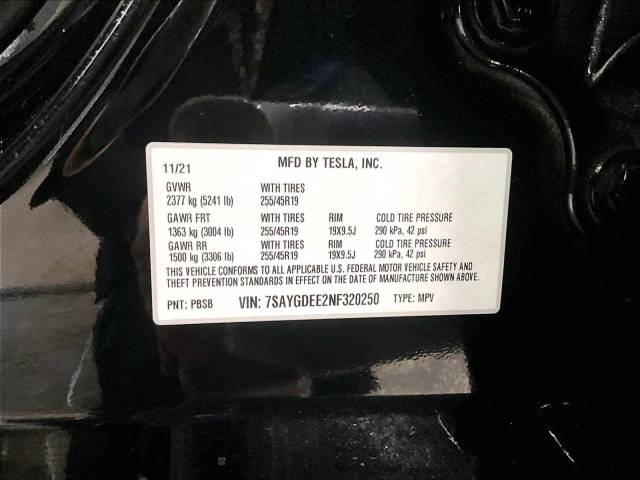 11/21 MFD BY TESLA, INC.
GVWR WITH TIRES
2377 kg (5241 lb) 255/45R19
GAWR FRT WITH TIRES RIM COLD TIRE PRESSURE
1363 kg (3004 lb) 255/45R19 19X9.5J 290 kPa, 42 psi
GAWR RR WITH TIRES RIM COLD TIRE PRESSURE
1500 kg (3306 lb) 255/45R19 19X9.5J 290 kPa, 42 psi
THIS VEHICLE CONFORMS TO ALL APPLICABLE U.S. FEDERAL MOTOR VEHICLE SAFETY AND
THEFT PREVENTION STANDARDS IN EFFECT ON THE DATE OF MANUFACTURE SHOWN ABOVE.
PNT: PBSB VIN: 7SAYGDEE2NF320250 TYPE: MPV